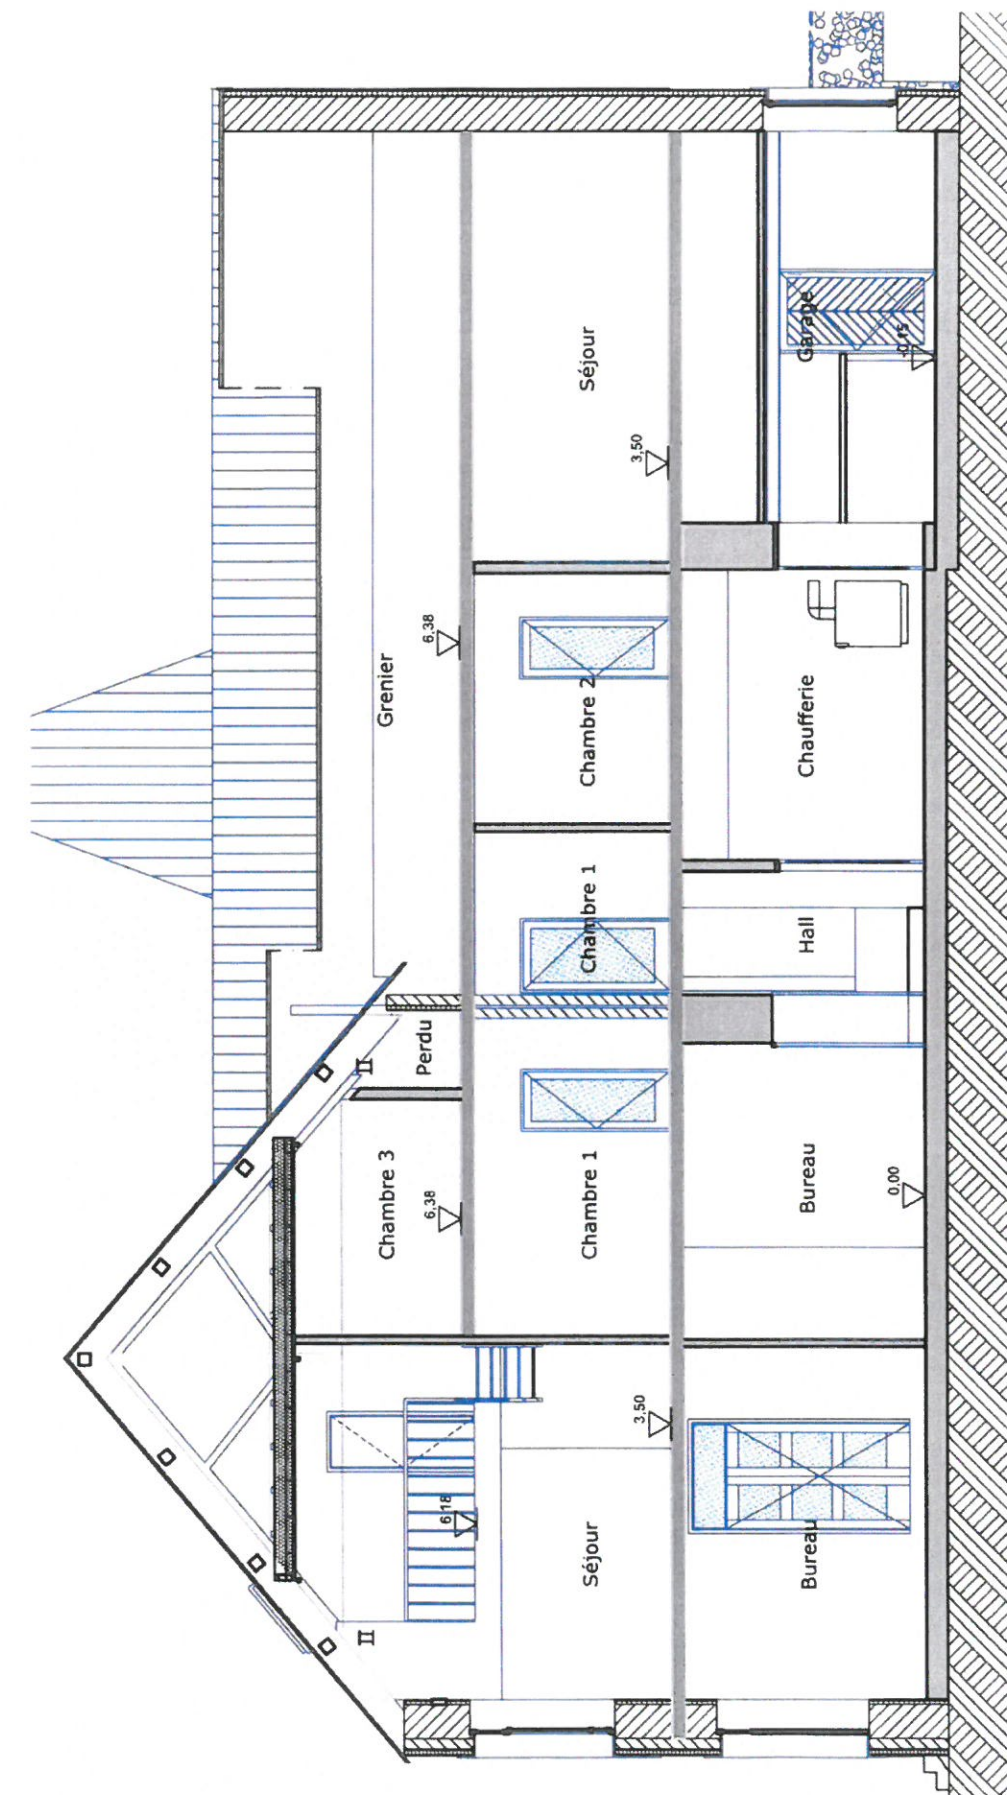 Grenier
6,38
Perdu
Chambre 3
6,38
Séjour
3,50
Chambre 2
Chambre 1
Chambre 1
6,18
3,50
Séjour
Garage
-0,15
Chaufferie
Hall
Bureau
0,00
Bureau